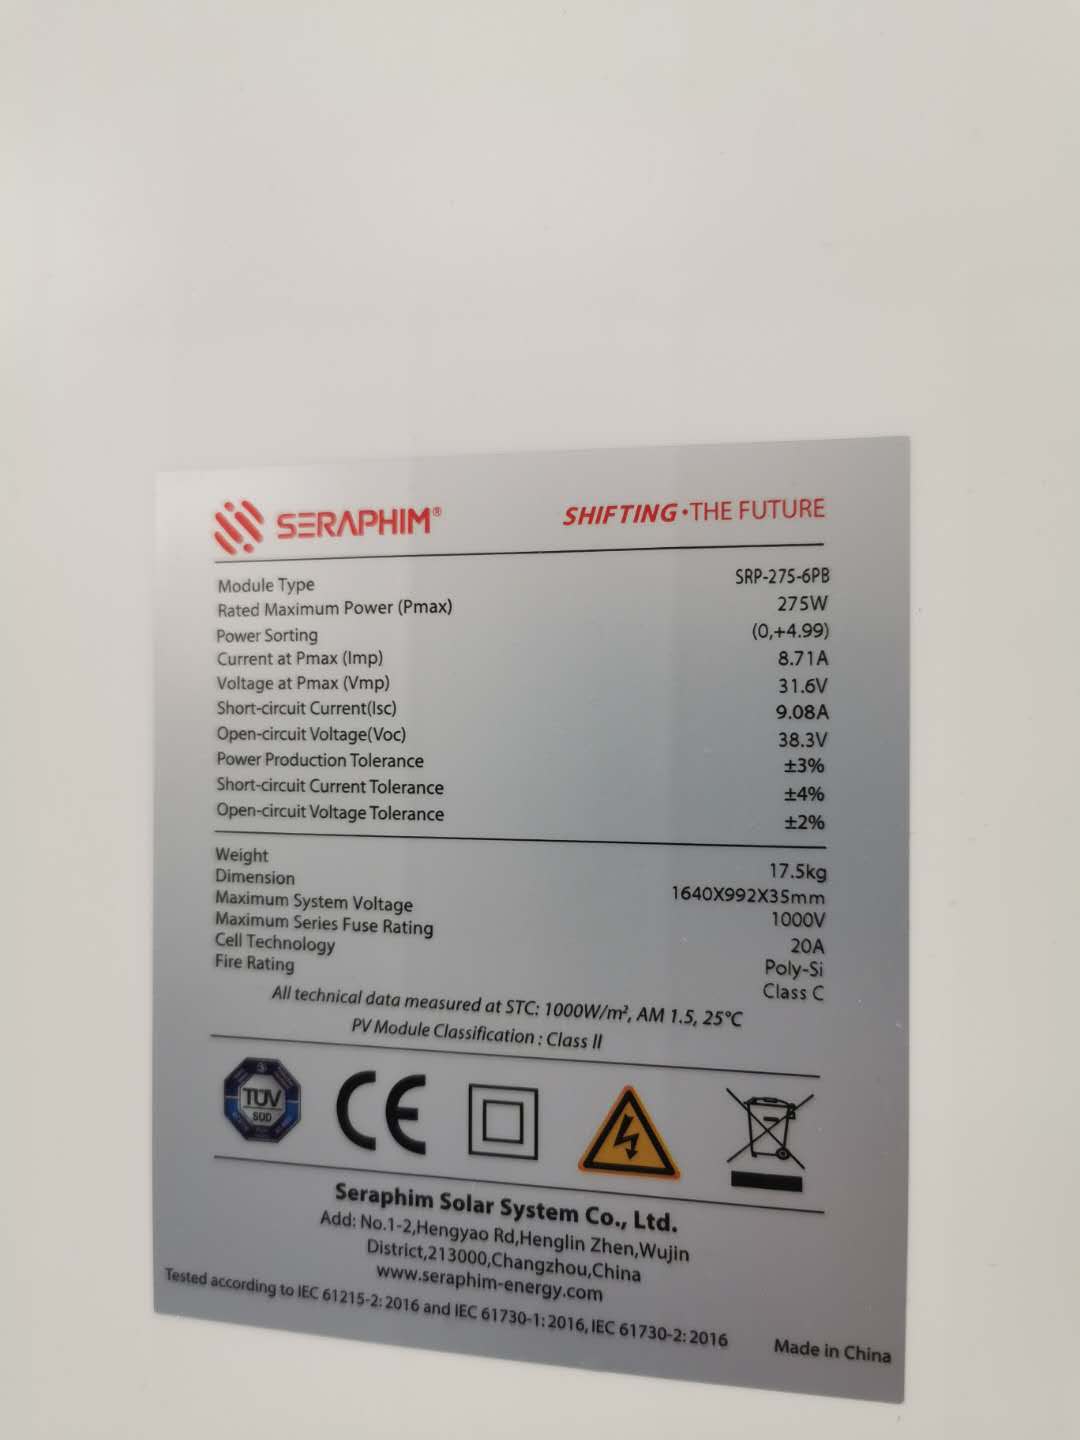 SERAPHIM® SHIFTING·THE FUTURE
Module Type SRP-275-6PB
Rated Maximum Power (Pmax) 275W
Power Sorting (0,+4.99)
Current at Pmax (Imp) 8.71A
Voltage at Pmax (Vmp) 31.6V
Short-circuit Current(Isc) 9.08A
Open-circuit Voltage(Voc) 38.3V
Power Production Tolerance ±3%
Short-circuit Current Tolerance ±4%
Open-circuit Voltage Tolerance ±2%
Weight 17.5kg
Dimension 1640X992X35mm
Maximum System Voltage 1000V
Maximum Series Fuse Rating 20A
Cell Technology Poly-Si
Fire Rating Class C
All technical data measured at STC: 1000W/m², AM 1.5, 25°C
PV Module Classification : Class II
TÜV
SÜD
CE
Seraphim Solar System Co., Ltd.
Add: No.1-2,Hengyao Rd,Henglin Zhen,Wujin
District,213000,Changzhou,China
www.seraphim-energy.com
Tested according to IEC 61215-2: 2016 and IEC 61730-1: 2016, IEC 61730-2: 2016
Made in China